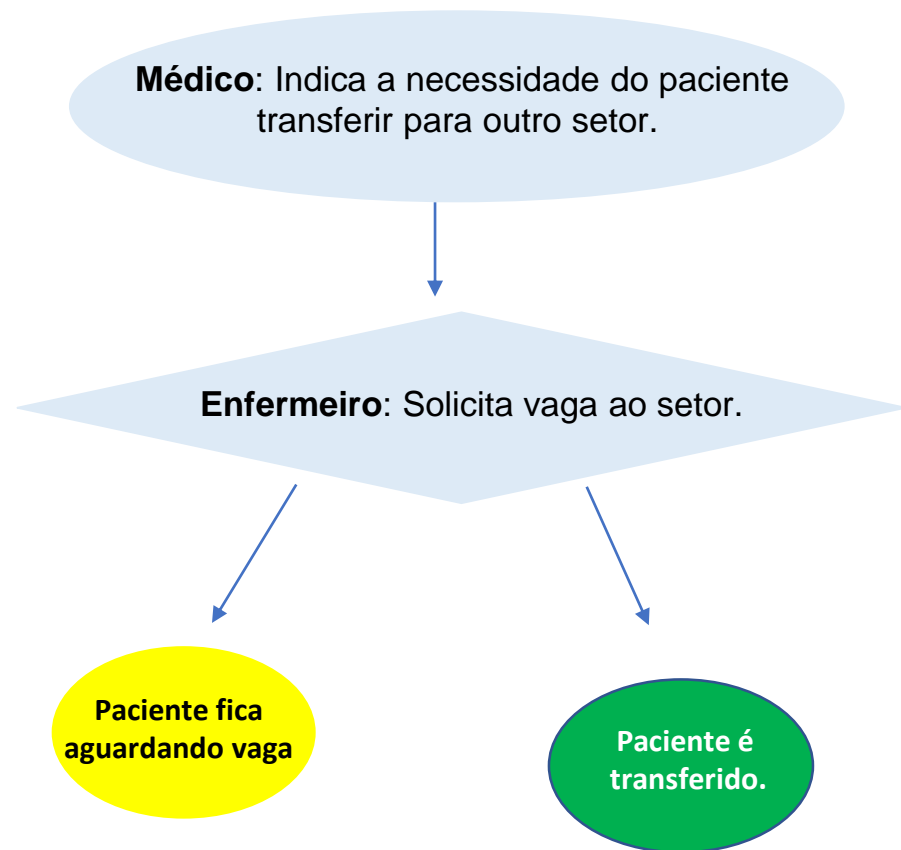 Médico: Indica a necessidade do paciente
transferir para outro setor.
Enfermeiro: Solicita vaga ao setor.
Paciente fica
aguardando vaga
Paciente é
transferido.